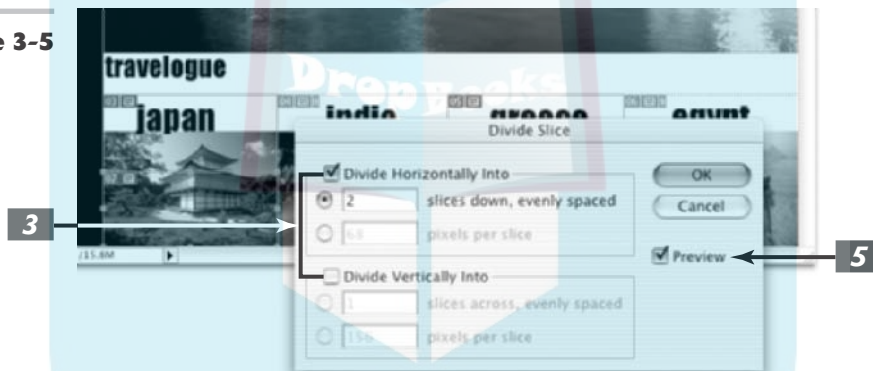 e 3-5
travelogue
DropBooks
japan
india
greece
egypt
Divide Slice
Divide Horizontally Into
2 slices down, evenly spaced
68 pixels per slice
Divide Vertically Into
1 slices across, evenly spaced
156 pixels per slice
OK
Cancel
Preview
3
5
/15.8M